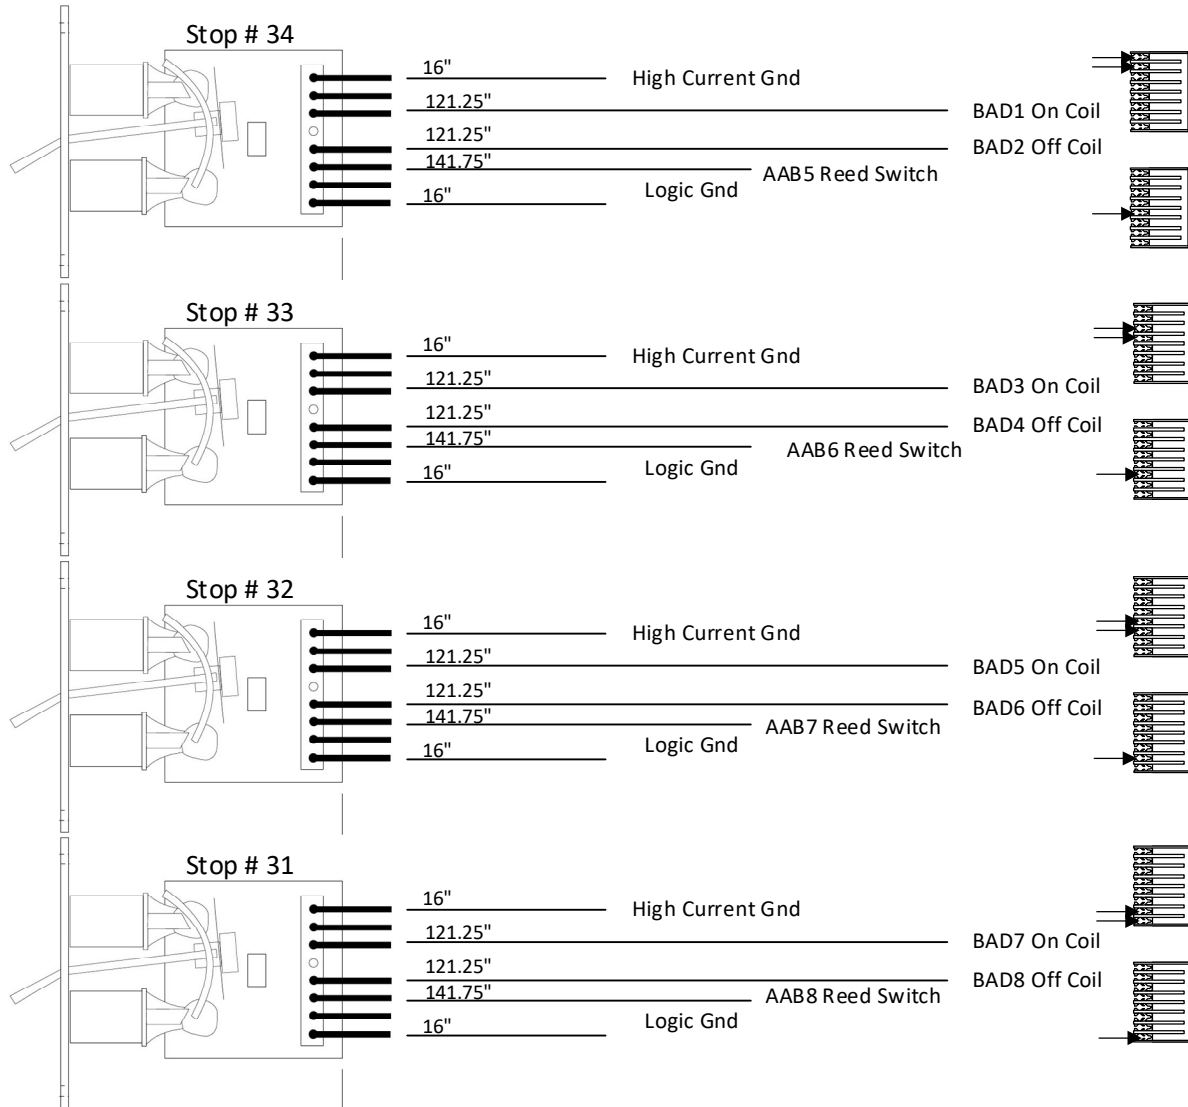 Stop # 34
16" High Current Gnd
121.25" BAD1 On Coil
121.25" BAD2 Off Coil
141.75" AAB5 Reed Switch
16" Logic Gnd
Stop # 33
16" High Current Gnd
121.25" BAD3 On Coil
121.25" BAD4 Off Coil
141.75" AAB6 Reed Switch
16" Logic Gnd
Stop # 32
16" High Current Gnd
121.25" BAD5 On Coil
121.25" BAD6 Off Coil
141.75" AAB7 Reed Switch
16" Logic Gnd
Stop # 31
16" High Current Gnd
121.25" BAD7 On Coil
121.25" BAD8 Off Coil
141.75" AAB8 Reed Switch
16" Logic Gnd